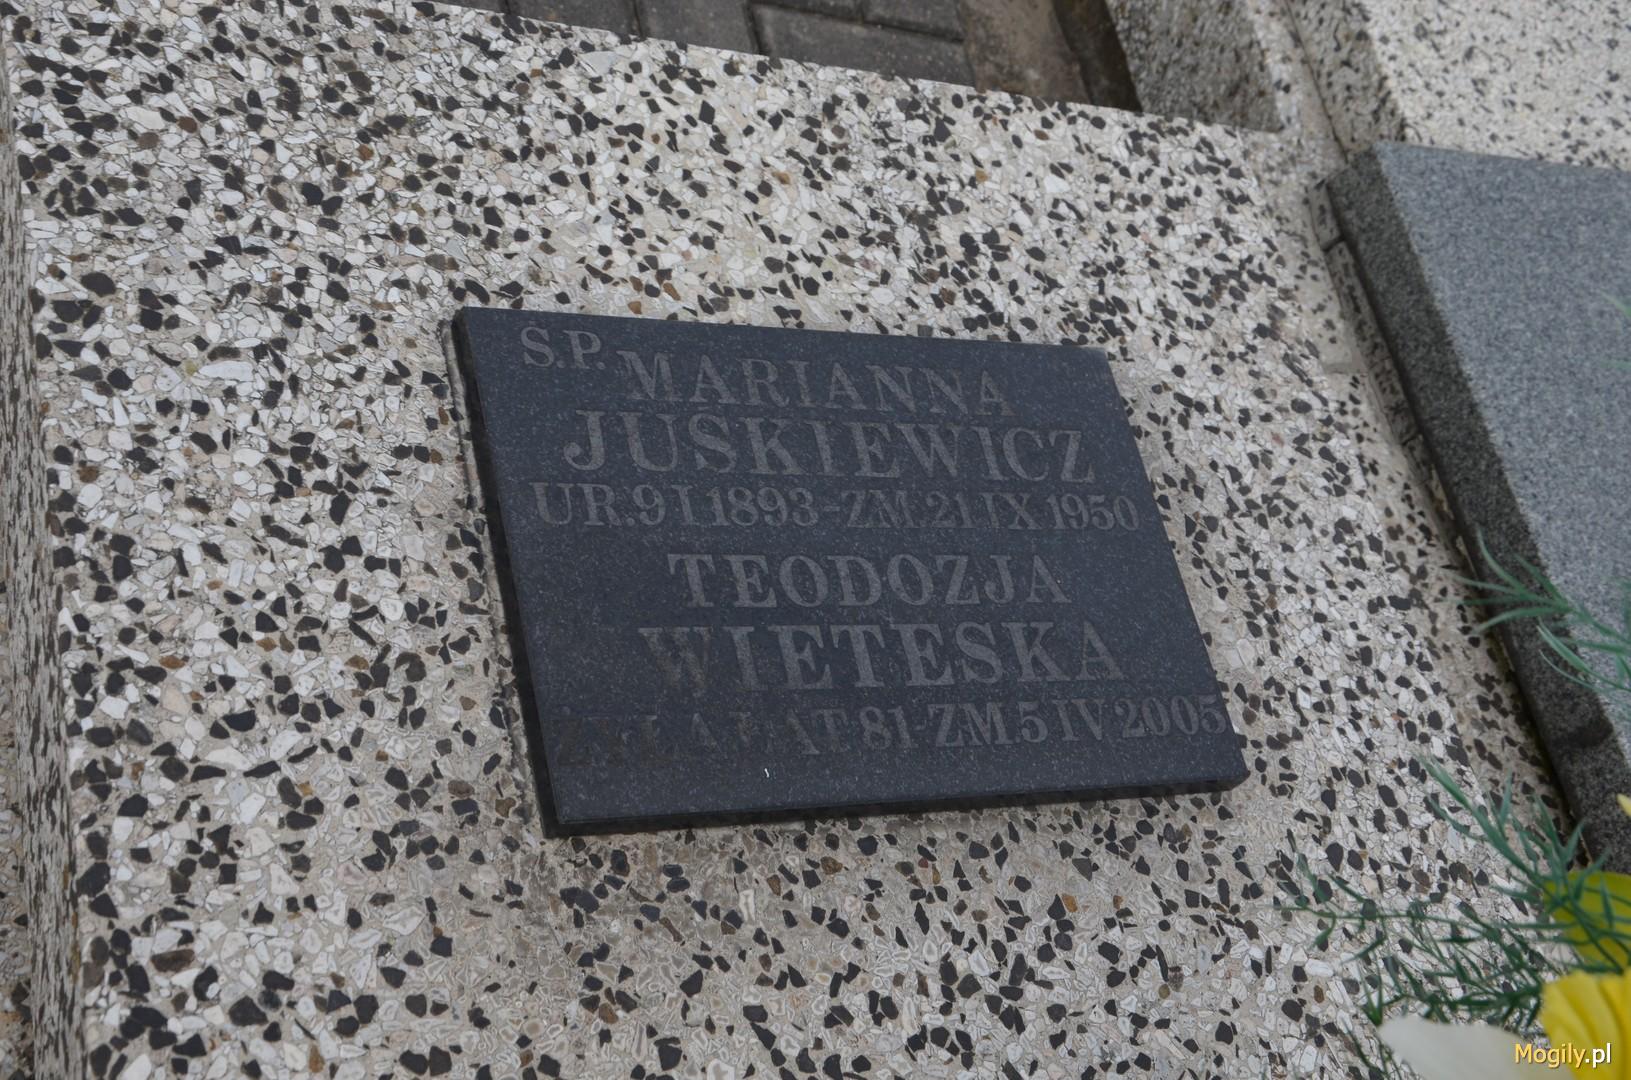 Ś.P. MARIANNA
JUSKIEWICZ
UR. 9 I 1893 - ZM. 21 IX 1950
TEODOZJA
WIETESKA
ŻYŁA LAT 81 - ZM. 5 IV 2005
Mogily.pl